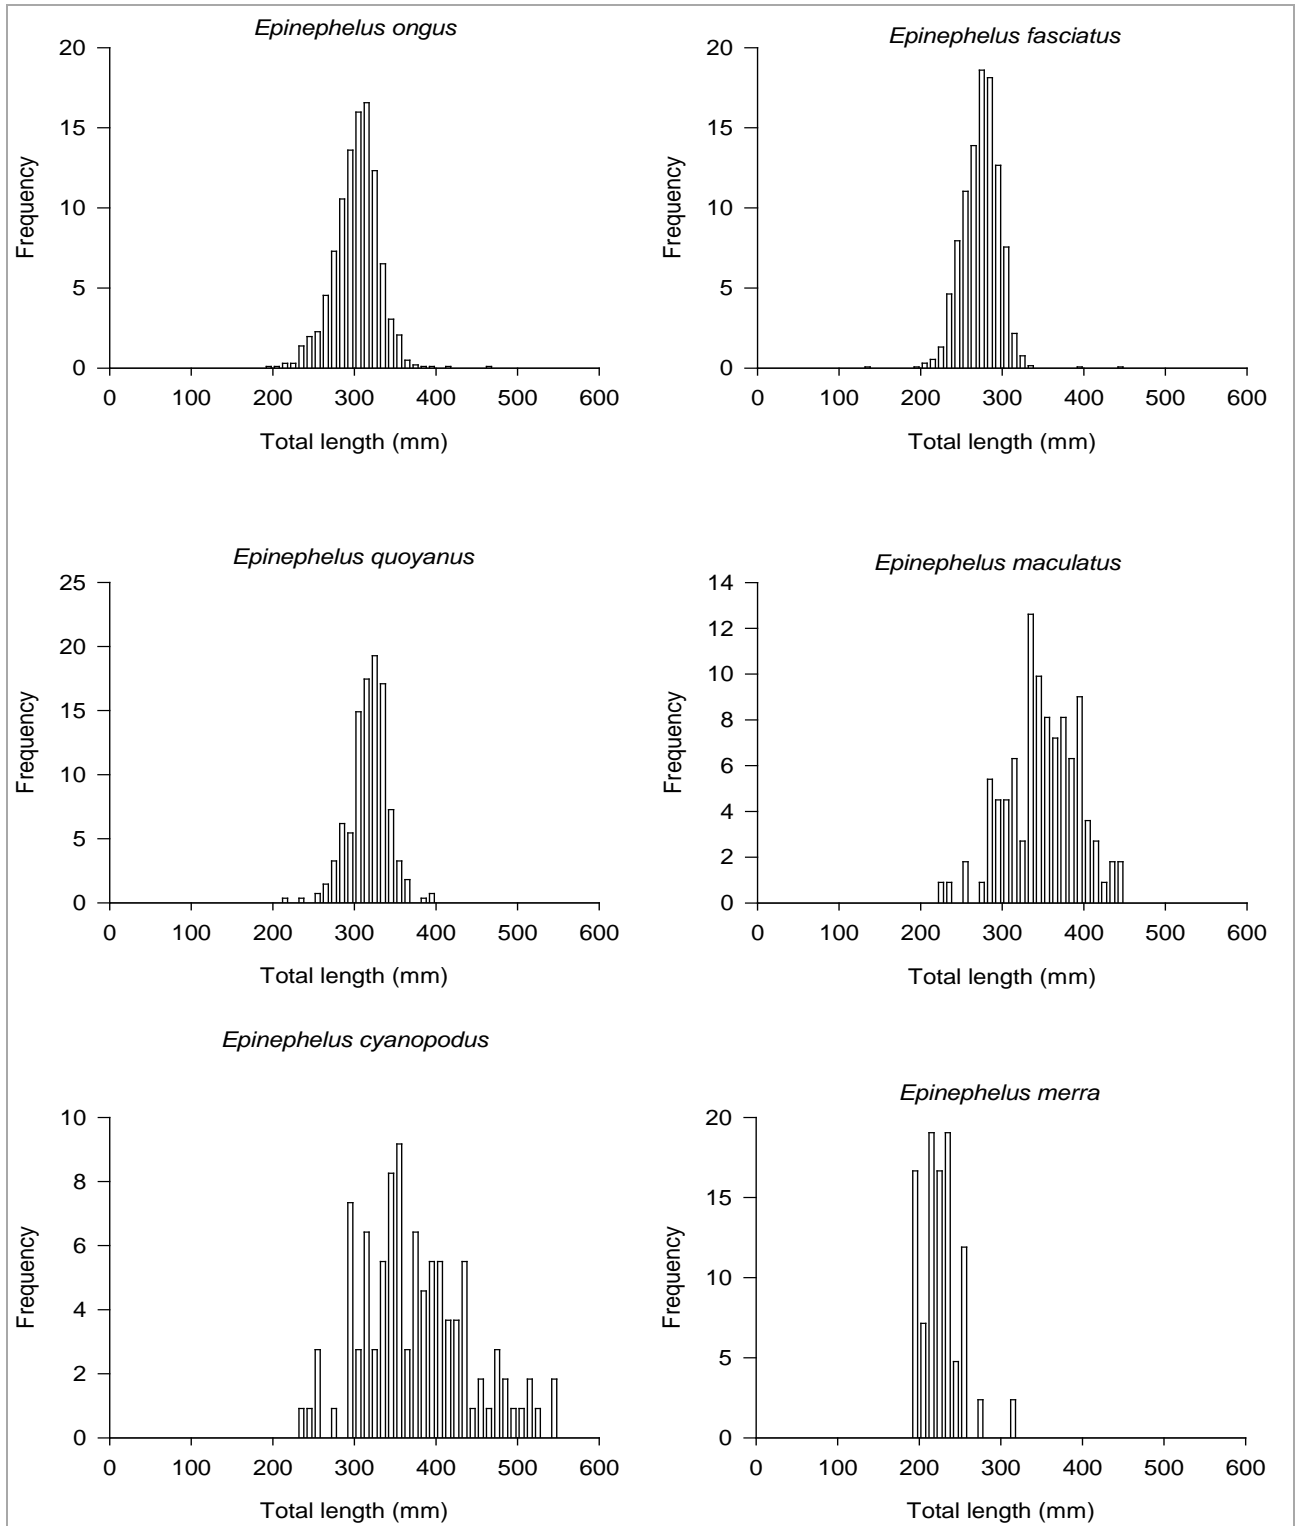 Epinephelus ongus
20
15
10
5
0
Frequency
0 100 200 300 400 500 600
Total length (mm)
Epinephelus fasciatus
20
15
10
5
0
Frequency
0 100 200 300 400 500 600
Total length (mm)
Epinephelus quoyanus
25
20
15
10
5
0
Frequency
0 100 200 300 400 500 600
Total length (mm)
Epinephelus maculatus
14
12
10
8
6
4
2
0
Frequency
0 100 200 300 400 500 600
Total length (mm)
Epinephelus cyanopodus
10
8
6
4
2
0
Frequency
0 100 200 300 400 500 600
Total length (mm)
Epinephelus merra
20
15
10
5
0
Frequency
0 100 200 300 400 500 600
Total length (mm)